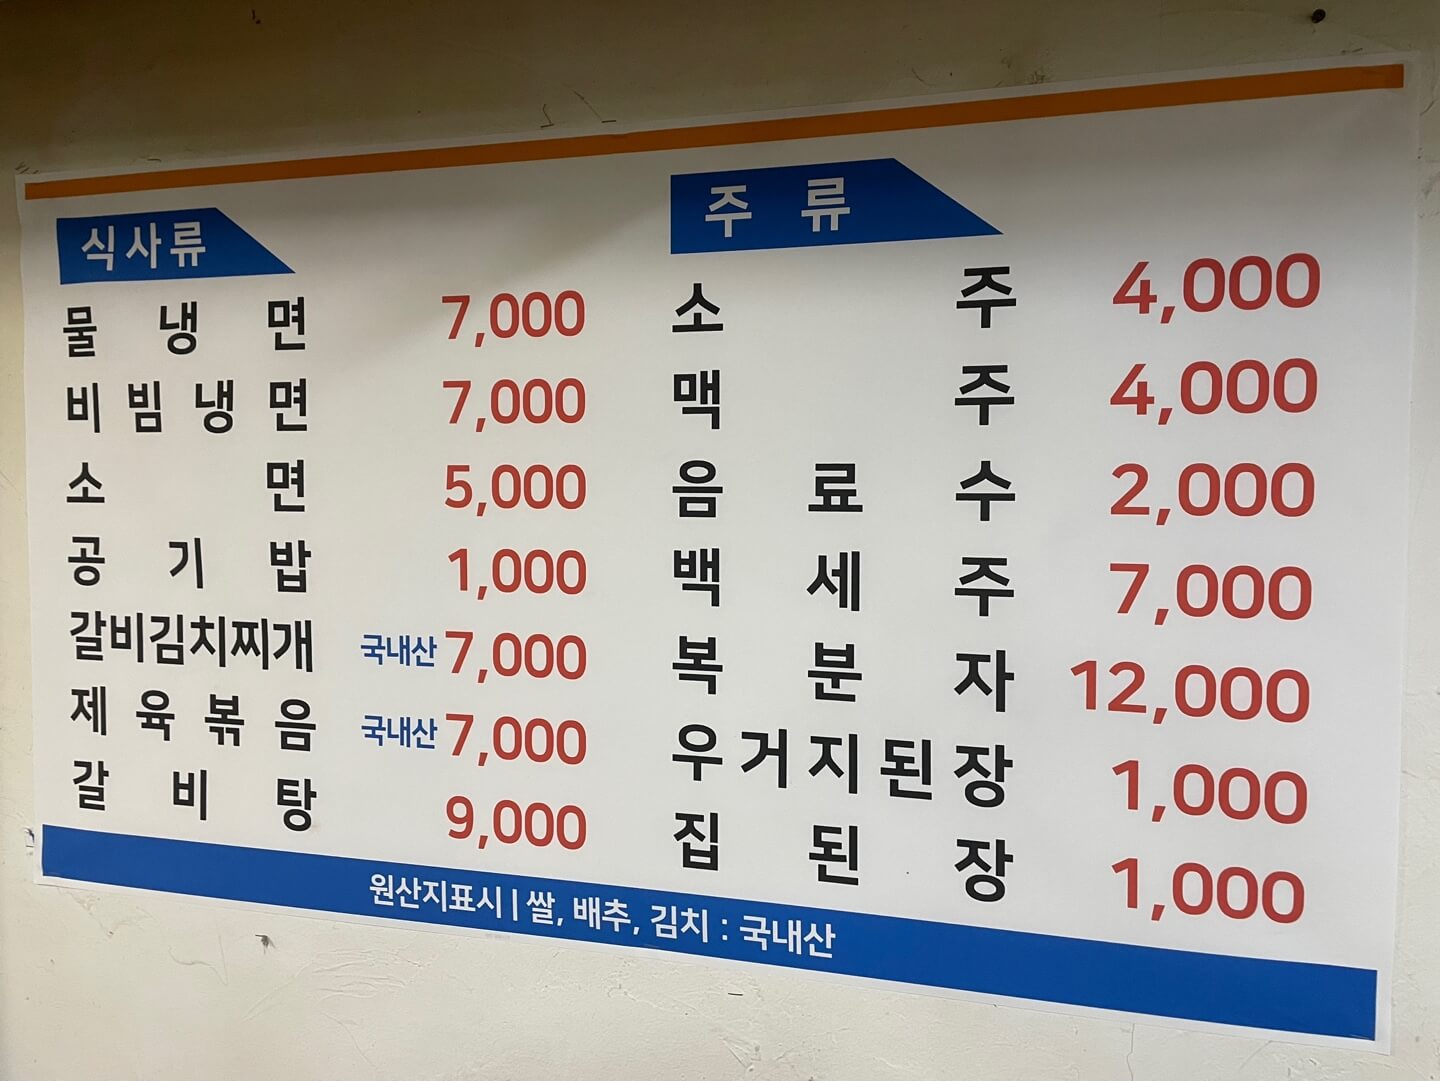 식사류
물냉면 7,000
비빔냉면 7,000
소면 5,000
공기밥 1,000
갈비김치찌개 국내산 7,000
제육볶음 국내산 7,000
갈비탕 9,000
주류
소주 4,000
맥주 4,000
음료수 2,000
백세주 7,000
복분자 12,000
우거지된장 1,000
집된장 1,000
원산지표시 | 쌀, 배추, 김치 : 국내산